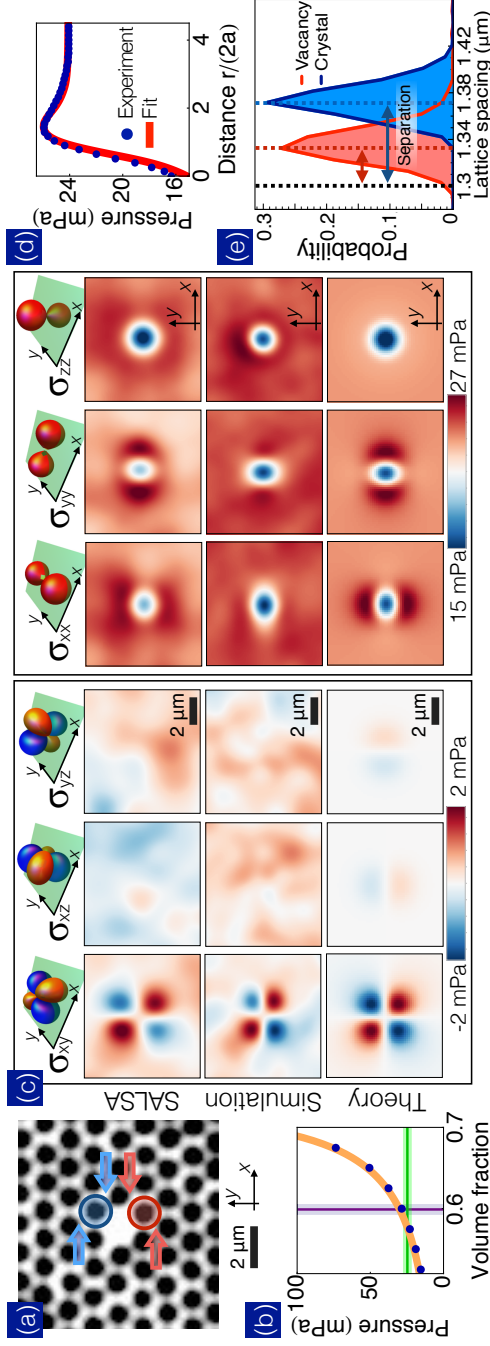 (a)
y
x
2 μm
(b)
100
50
0
0.6
0.7
Pressure (mPa)
Volume fraction
(c)
σxy
y
x
σxz
y
x
σyz
y
x
σxx
y
x
σyy
y
x
σzz
y
x
SALSA
2 μm
y
x
Simulation
2 μm
y
x
Theory
2 μm
-2 mPa
2 mPa
15 mPa
27 mPa
(d)
24
20
16
Pressure (mPa)
Experiment
Fit
0
2
4
Distance r/(2a)
(e)
0.3
0.2
0.1
0
Probability
Vacancy
Crystal
Separation
1.3
1.34
1.38
1.42
Lattice spacing (μm)